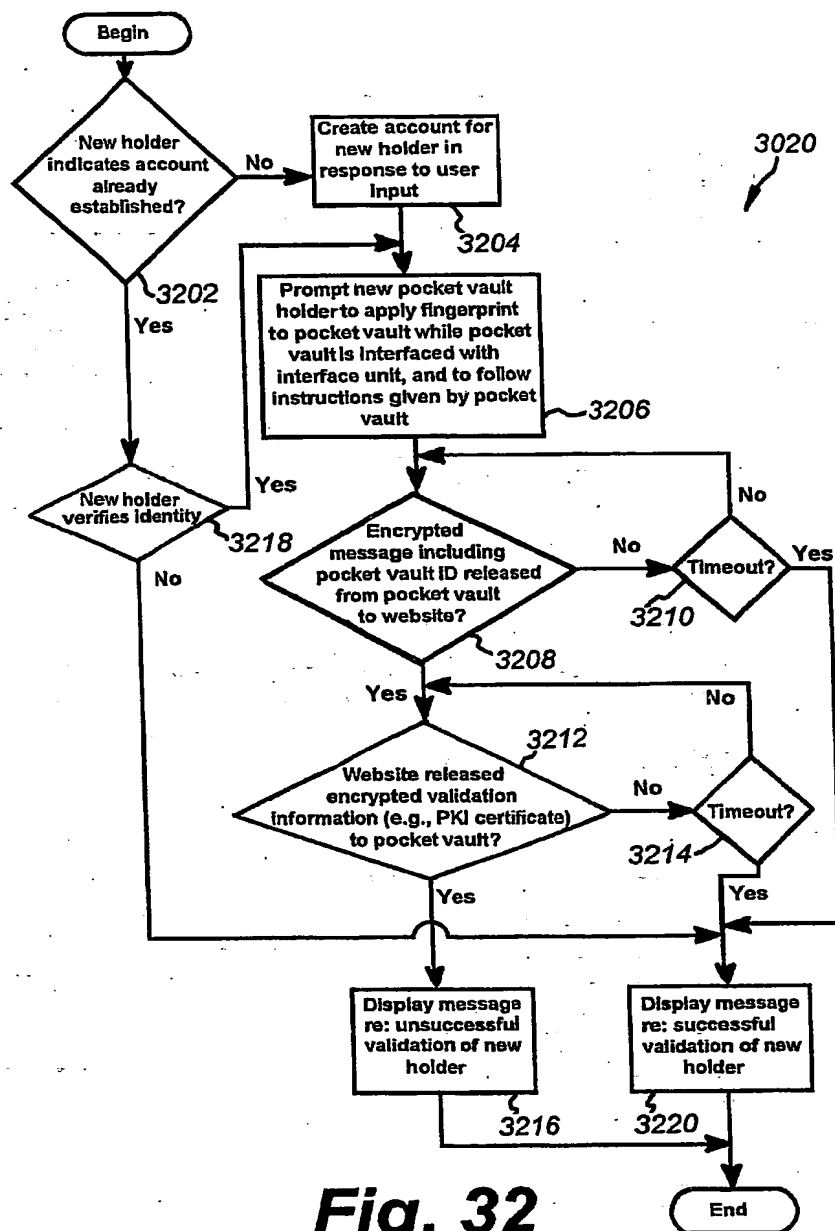 Begin
New holder
indicates account
already
established?
No
3202
Yes
Create account for
new holder in
response to user
input
3204
3020
Prompt new pocket vault
holder to apply fingerprint
to pocket vault while pocket
vault is interfaced with
interface unit, and to follow
instructions given by pocket
vault
3206
New holder
verifies identity
3218
Yes
No
Encrypted
message including
pocket vault ID released
from pocket vault
to website?
3208
No
Timeout?
3210
No
Yes
Yes
Website released
encrypted validation
information (e.g., PKI certificate)
to pocket vault?
3212
No
Timeout?
3214
No
Yes
Yes
Display message
re: unsuccessful
validation of new
holder
3216
Display message
re: successful
validation of new
holder
3220
End
Fig. 32